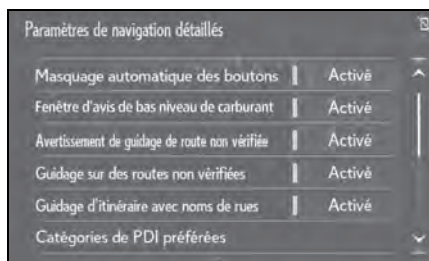 Paramètres de navigation détaillés
Masquage automatique des boutons Activé
Fenêtre d'avis de bas niveau de carburant Activé
Avertissement de guidage de route non vérifiée Activé
Guidage sur des routes non vérifiées Activé
Guidage d'itinéraire avec noms de rues Activé
Catégories de PDI préférées